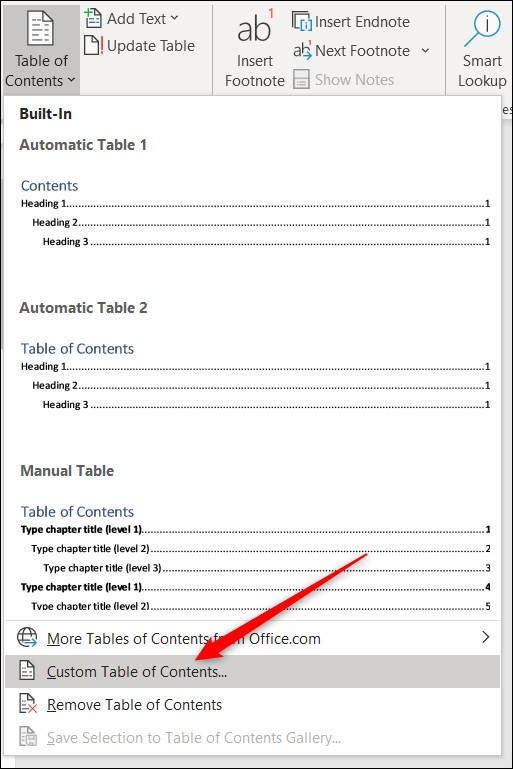 Table of Contents
Add Text
Update Table
ab1
Insert Footnote
Insert Endnote
Next Footnote
Show Notes
Smart Lookup
Built-In
Automatic Table 1
Contents
Heading 1...............................................................1
Heading 2...............................................................1
Heading 3...............................................................1
Automatic Table 2
Table of Contents
Heading 1...............................................................1
Heading 2...............................................................1
Heading 3...............................................................1
Manual Table
Table of Contents
Type chapter title (level 1)...............................................................1
Type chapter title (level 2)...............................................................2
Type chapter title (level 3)...............................................................3
Type chapter title (level 1)...............................................................4
Type chapter title (level 2)...............................................................5
More Tables of Contents from Office.com
Custom Table of Contents...
Remove Table of Contents
Save Selection to Table of Contents Gallery...